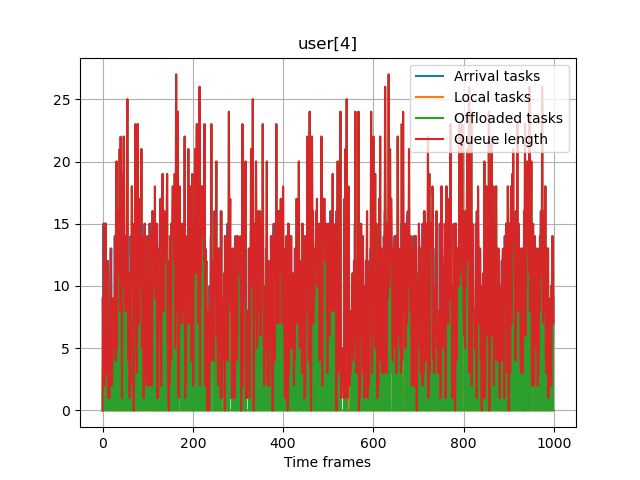 user[4]
Arrival tasks
Local tasks
Offloaded tasks
Queue length
25
20
15
10
5
0
0 200 400 600 800 1000
Time frames